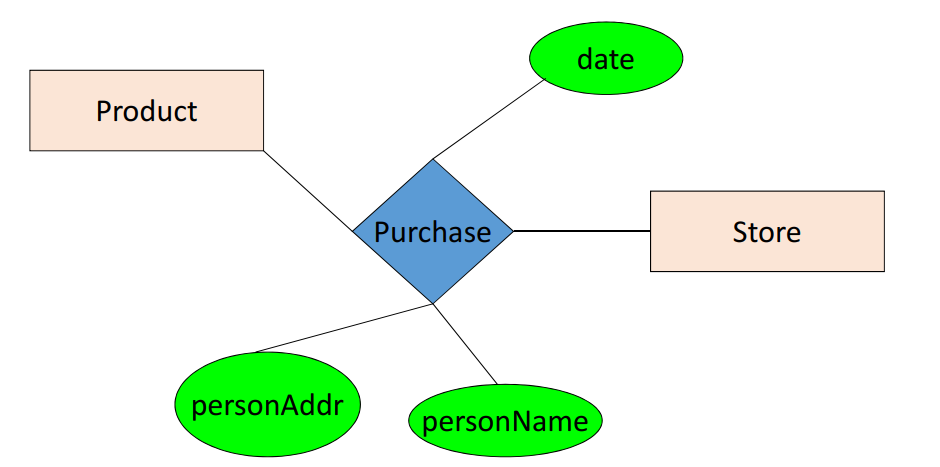 date
Product
Purchase
Store
personAddr
personName